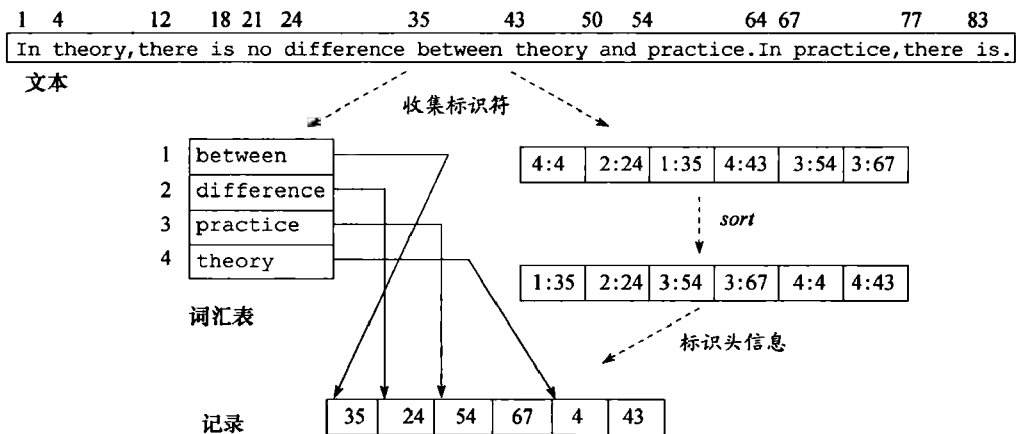 1 4 12 18 21 24 35 43 50 54 64 67 77 83
In theory,there is no difference between theory and practice.In practice,there is.
文本
收集标识符
1 between
2 difference
3 practice
4 theory
词汇表
4:4 2:24 1:35 4:43 3:54 3:67
sort
1:35 2:24 3:54 3:67 4:4 4:43
标识头信息
记录 35 24 54 67 4 43